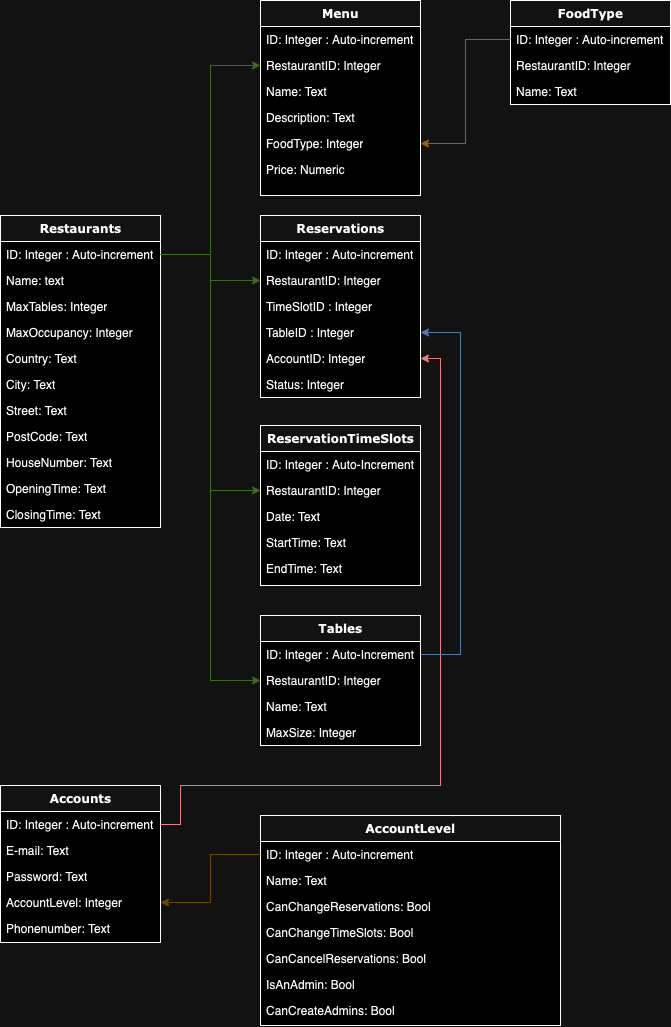 Menu
ID: Integer : Auto-increment
RestaurantID: Integer
Name: Text
Description: Text
FoodType: Integer
Price: Numeric
FoodType
ID: Integer : Auto-increment
RestaurantID: Integer
Name: Text
Restaurants
ID: Integer : Auto-increment
Name: text
MaxTables: Integer
MaxOccupancy: Integer
Country: Text
City: Text
Street: Text
PostCode: Text
HouseNumber: Text
OpeningTime: Text
ClosingTime: Text
Reservations
ID: Integer : Auto-increment
RestaurantID: Integer
TimeSlotID : Integer
TableID : Integer
AccountID: Integer
Status: Integer
ReservationTimeSlots
ID: Integer : Auto-Increment
RestaurantID: Integer
Date: Text
StartTime: Text
EndTime: Text
Tables
ID: Integer : Auto-Increment
RestaurantID: Integer
Name: Text
MaxSize: Integer
Accounts
ID: Integer : Auto-increment
E-mail: Text
Password: Text
AccountLevel: Integer
Phonenumber: Text
AccountLevel
ID: Integer : Auto-increment
Name: Text
CanChangeReservations: Bool
CanChangeTimeSlots: Bool
CanCancelReservations: Bool
IsAnAdmin: Bool
CanCreateAdmins: Bool